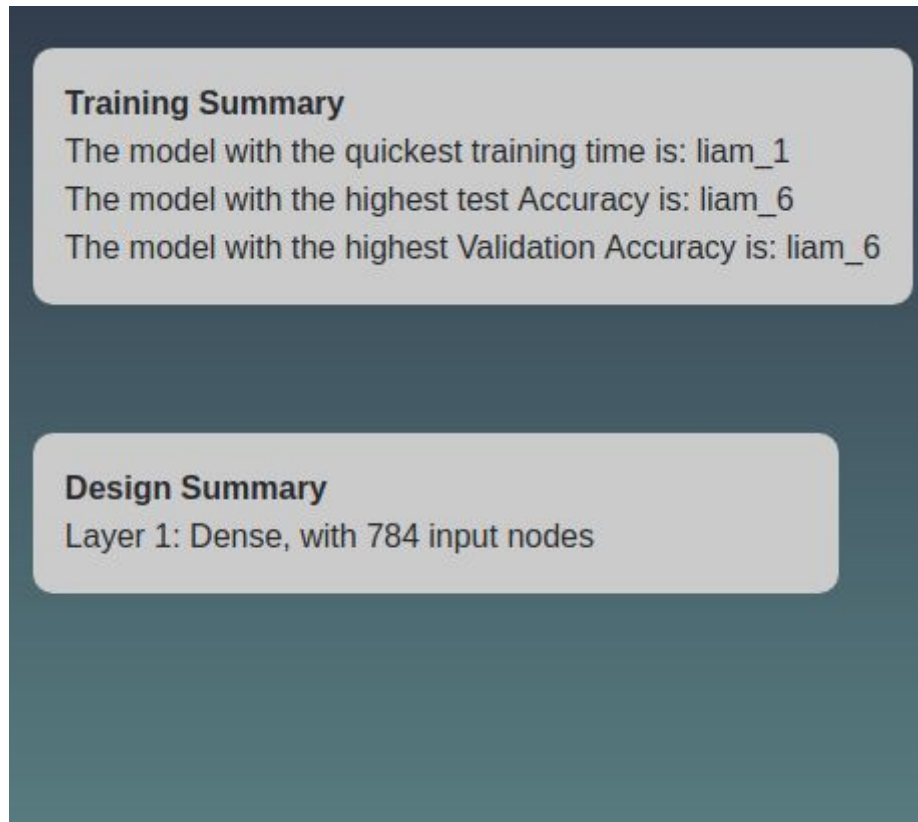 Training Summary
The model with the quickest training time is: liam_1
The model with the highest test Accuracy is: liam_6
The model with the highest Validation Accuracy is: liam_6
Design Summary
Layer 1: Dense, with 784 input nodes